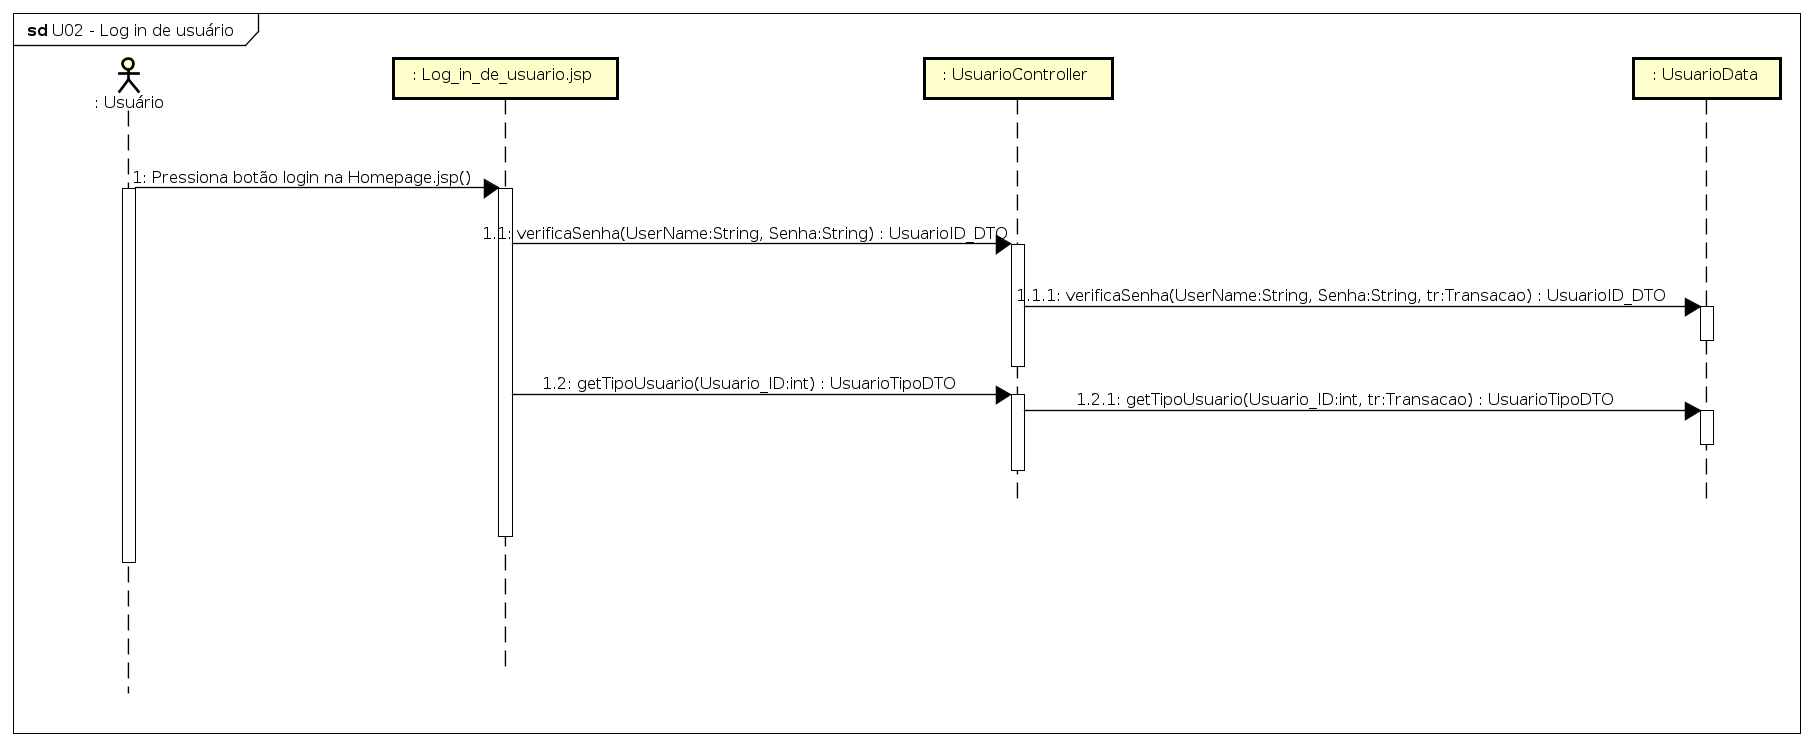 sd U02 - Log in de usuário
: Usuário
: Log_in_de_usuario.jsp
: UsuarioController
: UsuarioData
1: Pressiona botão login na Homepage.jsp()
1.1: verificaSenha(UserName:String, Senha:String) : UsuarioID_DTO
1.1.1: verificaSenha(UserName:String, Senha:String, tr:Transacao) : UsuarioID_DTO
1.2: getTipoUsuario(Usuario_ID:int) : UsuarioTipoDTO
1.2.1: getTipoUsuario(Usuario_ID:int, tr:Transacao) : UsuarioTipoDTO